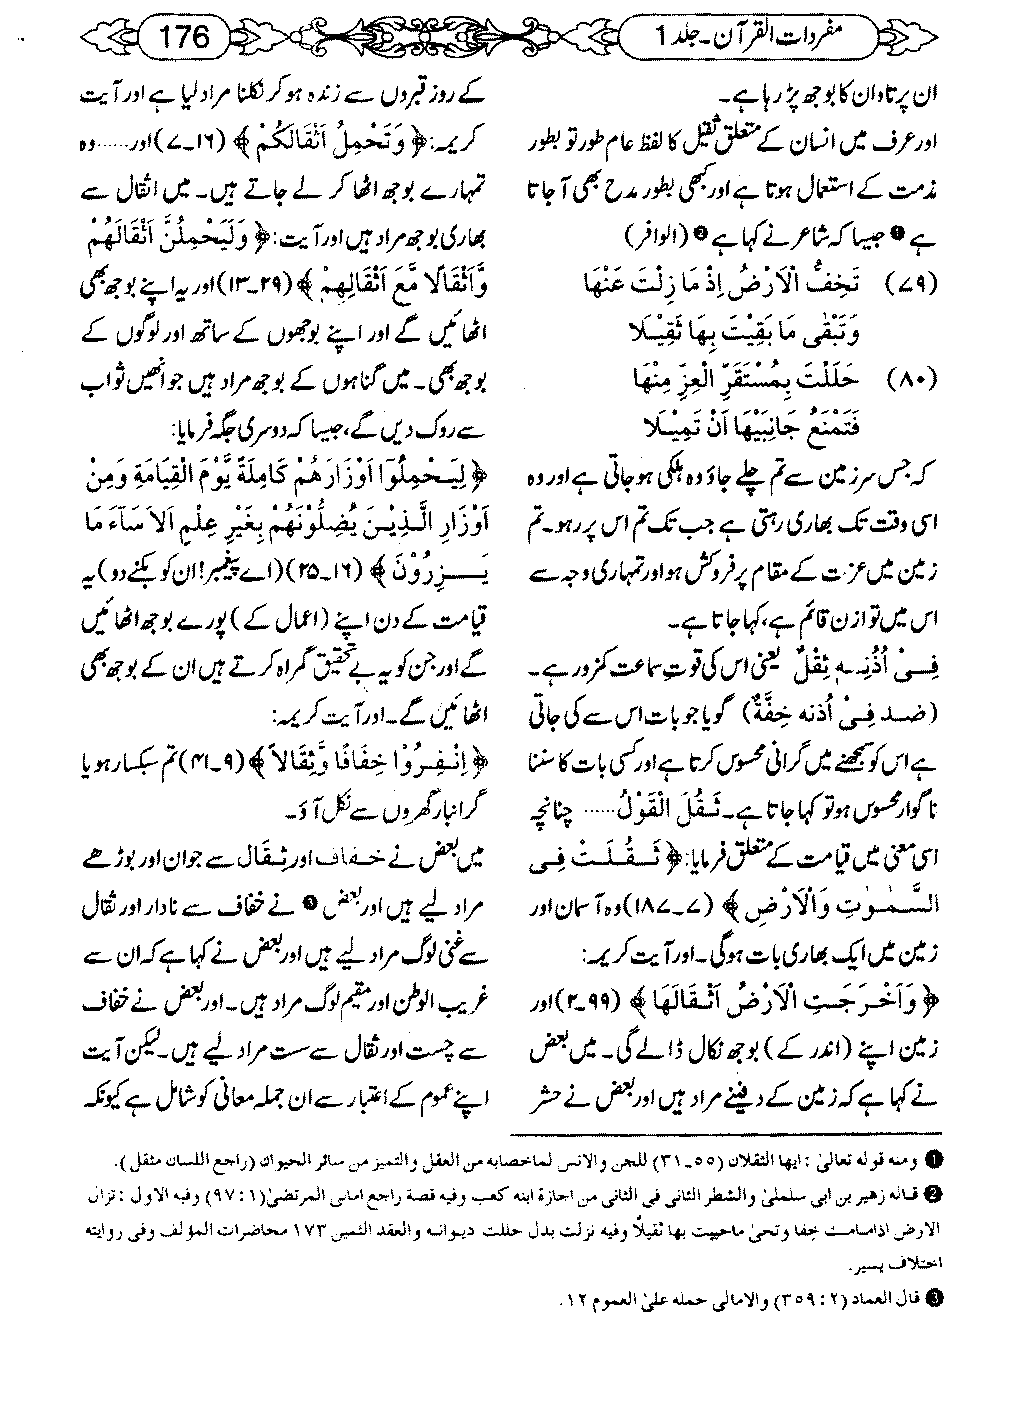 مفردات القرآن۔جلد 1
176
ان پر تاوان کا بوجھ پڑ رہا ہے۔
اور عرف میں انسان کے متعلق ثقیل کا لفظ عام طور تو بطور
مذمت کے استعمال ہوتا ہے اور کبھی بطور مدح بھی آ جاتا
ہے ❶ جیسا کہ شاعر نے کہا ہے ❷ (الوافر)
(۷۹) تَخِفُّ الْاَرْضُ اِذْ مَا زِلْتَ عَنْهَا
وَتَبْقٰی مَا بَقِيْتَ بِهَا ثَقِيْلَا
(۸۰) حَلَلْتَ بِمُسْتَقَرِّ الْعِزِّ مِنْهَا
فَتَمْنَعُ جَانِبَيْهَا اَنْ تَمِيْلَا
کہ جس سرزمین سے تم چلے جاؤ وہ ہلکی ہو جاتی ہے اور وہ
اسی وقت تک بھاری رہتی ہے جب تک تم اس پر رہو۔ تم
زمین میں عزت کے مقام پر فروکش ہو اور تمہاری وجہ سے
اس میں توازن قائم ہے، کہا جاتا ہے۔
فِیْ اُذُنِهٖ ثِقْلٌ یعنی اس کی قوتِ سماعت کمزور ہے۔
(ضد فِیْ اُذنه خِفَّةٌ) گویا جو بات اس سے کی جاتی
ہے اس کو سمجھنے میں گرانی محسوس کرتا ہے اور کسی بات کا سننا
ناگوار محسوس ہو تو کہا جاتا ہے۔ ثَقُلَ الْقَوْلُ...... چنانچہ
اسی معنی میں قیامت کے متعلق فرمایا: ﴿ثَقُلَتْ فِی
السَّمٰوٰتِ وَالْاَرْضِ﴾ (۷۔۱۸۷) وہ آسمان اور
زمین میں ایک بھاری بات ہوگی۔ اور آیت کریمہ:
﴿وَاَخْرَجَتِ الْاَرْضُ اَثْقَالَهَا﴾ (۹۹۔۲) اور
زمین اپنے (اندر کے) بوجھ نکال ڈالے گی۔ میں بعض
نے کہا ہے کہ زمین کے دفینے مراد ہیں اور بعض نے حشر
کے روز قبروں سے زندہ ہو کر نکلنا مراد لیا ہے اور آیت
کریمہ: ﴿وَتَحْمِلُ اَثْقَالَكُمْ﴾ (۱۶۔۷) اور......وہ
تمہارے بوجھ اٹھا کر لے جاتے ہیں۔ میں اثقال سے
بھاری بوجھ مراد ہیں اور آیت: ﴿وَلَيَحْمِلُنَّ اَثْقَالَهُمْ
وَّاَثْقَالًا مَّعَ اَثْقَالِهِمْ﴾ (۲۹۔۱۳) اور یہ اپنے بوجھ بھی
اٹھائیں گے اور اپنے بوجھوں کے ساتھ اور لوگوں کے
بوجھ بھی۔ میں گناہوں کے بوجھ مراد ہیں جو انھیں ثواب
سے روک دیں گے، جیسا کہ دوسری جگہ فرمایا:
﴿لِيَحْمِلُوْٓا اَوْزَارَهُمْ كَامِلَةً يَّوْمَ الْقِيَامَةِ وَمِنْ
اَوْزَارِ الَّذِيْنَ يُضِلُّوْنَهُمْ بِغَيْرِ عِلْمٍ اَلَا سَآءَ مَا
يَزِرُوْنَ﴾ (۱۶۔۲۵) (اے پیغمبر! ان کو بکنے دو) یہ
قیامت کے دن اپنے (اعمال کے) پورے بوجھ اٹھائیں
گے اور جن کو یہ بے تحقیق گمراہ کرتے ہیں ان کے بوجھ بھی
اٹھائیں گے۔ اور آیت کریمہ:
﴿اِنْفِرُوْا خِفَافًا وَّثِقَالًا﴾ (۹۔۴۱) تم سبکسار ہو یا
گرانبار گھروں سے نکل آؤ۔
میں بعض نے خفاف اور ثقال سے جوان اور بوڑھے
مراد لیے ہیں اور بعض ❸ نے خفاف سے نادار اور ثقال
سے غنی لوگ مراد لیے ہیں اور بعض نے کہا ہے کہ ان سے
غریب الوطن اور مقیم لوگ مراد ہیں۔ اور بعض نے خفاف
سے چست اور ثقال سے سست مراد لیے ہیں۔ لیکن آیت
اپنے عموم کے اعتبار سے ان جملہ معانی کو شامل ہے کیونکہ
❶ ومنه قوله تعالیٰ: ایها الثقلان (۵۵۔۳۱) للجن والانس لماخصابه من العقل والتميز من سائر الحیوان (راجع اللسان مثقل).
❷ قاله زهير بن ابی سلمیٰ والشطر الثانی فی الثانی من اجازة ابنه كعب وفيه قصة راجع امالی المرتضیٰ (۱:۹۷) وفيه الاول: تزال
الارض اذامامت خفا وتحیٰ ماحییت بها ثقيلاً وفيه نزلت بدل حللت ديوانه والعقد الثمين ۱۷۳ محاضرات المؤلف وفی روایته
اختلاف يسير.
❸ قال العماد (۲:۳۵۹) والامالی حمله علی العموم ۱۲.